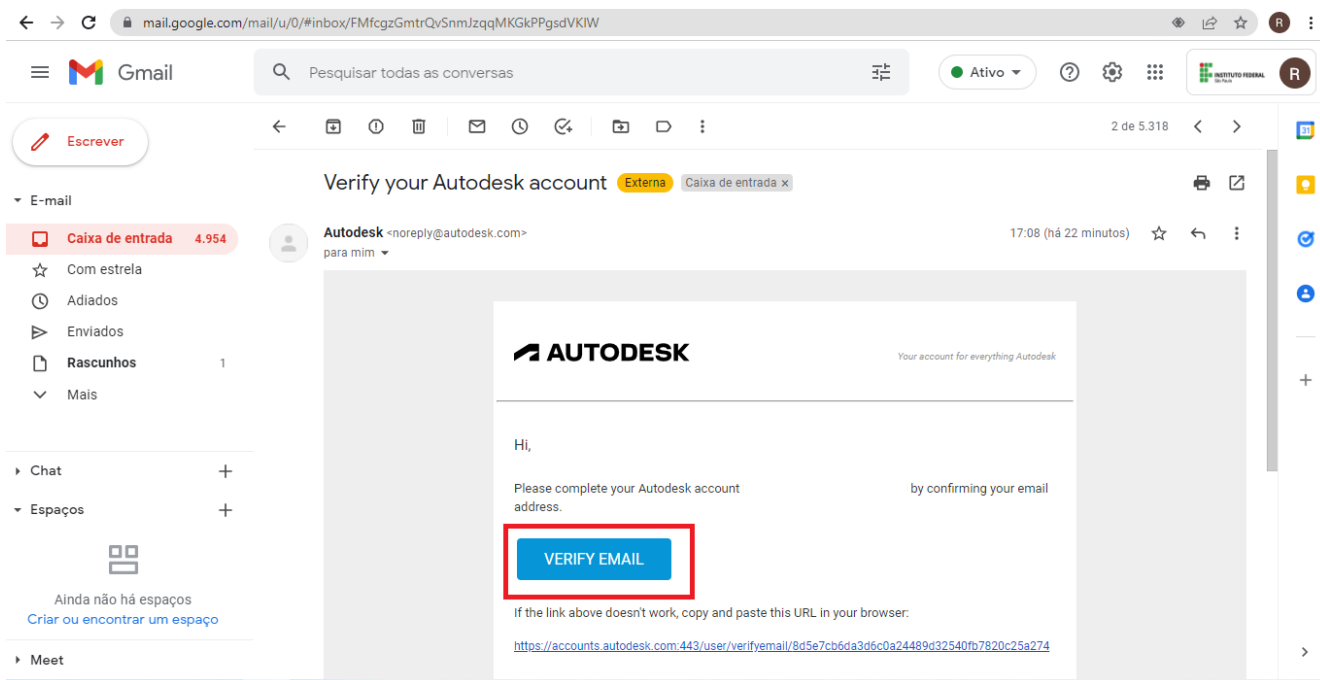 mail.google.com/mail/u/0/#inbox/FMfcgzGmtrQvSnmJzqqMKGkPPgsdVKlW
R
Gmail
Pesquisar todas as conversas
Ativo
INSTITUTO FEDERAL
São Paulo
R
Escrever
2 de 5.318
31
Verify your Autodesk account
Externa
Caixa de entrada x
E-mail
Caixa de entrada 4.954
Autodesk <noreply@autodesk.com>
17:08 (há 22 minutos)
para mim
Com estrela
Adiados
Enviados
Rascunhos 1
Mais
AUTODESK
Your account for everything Autodesk
Hi,
Chat
Please complete your Autodesk account by confirming your email
address.
Espaços
VERIFY EMAIL
Ainda não há espaços
Criar ou encontrar um espaço
If the link above doesn't work, copy and paste this URL in your browser:
https://accounts.autodesk.com:443/user/verifyemail/8d5e7cb6da3d6c0a24489d32540fb7820c25a274
Meet